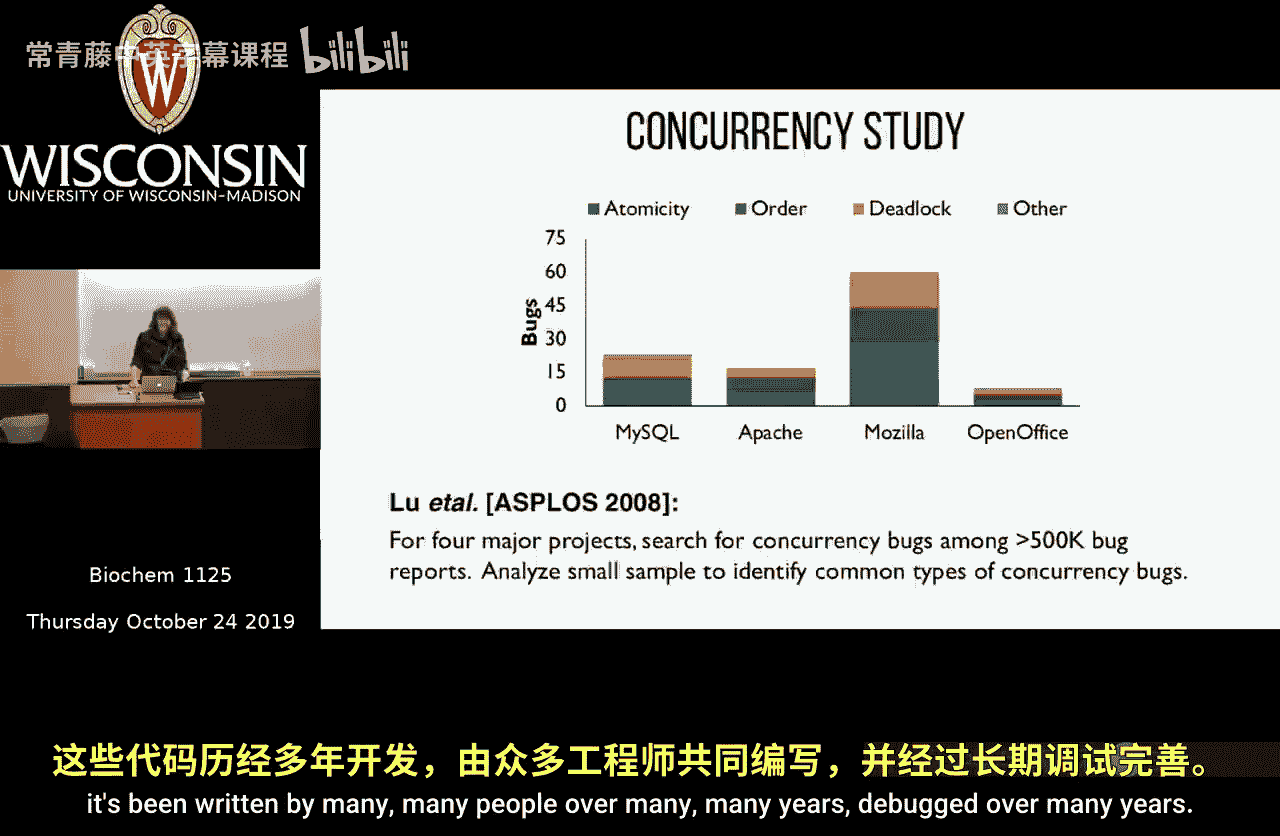 常青藤中英字幕课程 bilibili
W
WISCONSIN
UNIVERSITY OF WISCONSIN-MADISON
CONCURRENCY STUDY
Atomicity Order Deadlock Other
75
60
45
30
15
0
Bugs
MySQL Apache Mozilla OpenOffice
Lu etal. [ASPLOS 2008]:
For four major projects, search for concurrency bugs among >500K bug
reports. Analyze small sample to identify common types of concurrency bugs.
Biochem 1125
Thursday October 24 2019
这些代码历经多年开发，由众多工程师共同编写，并经过长期调试完善。
it's been written by many, many people over many, many years, debugged over many years.